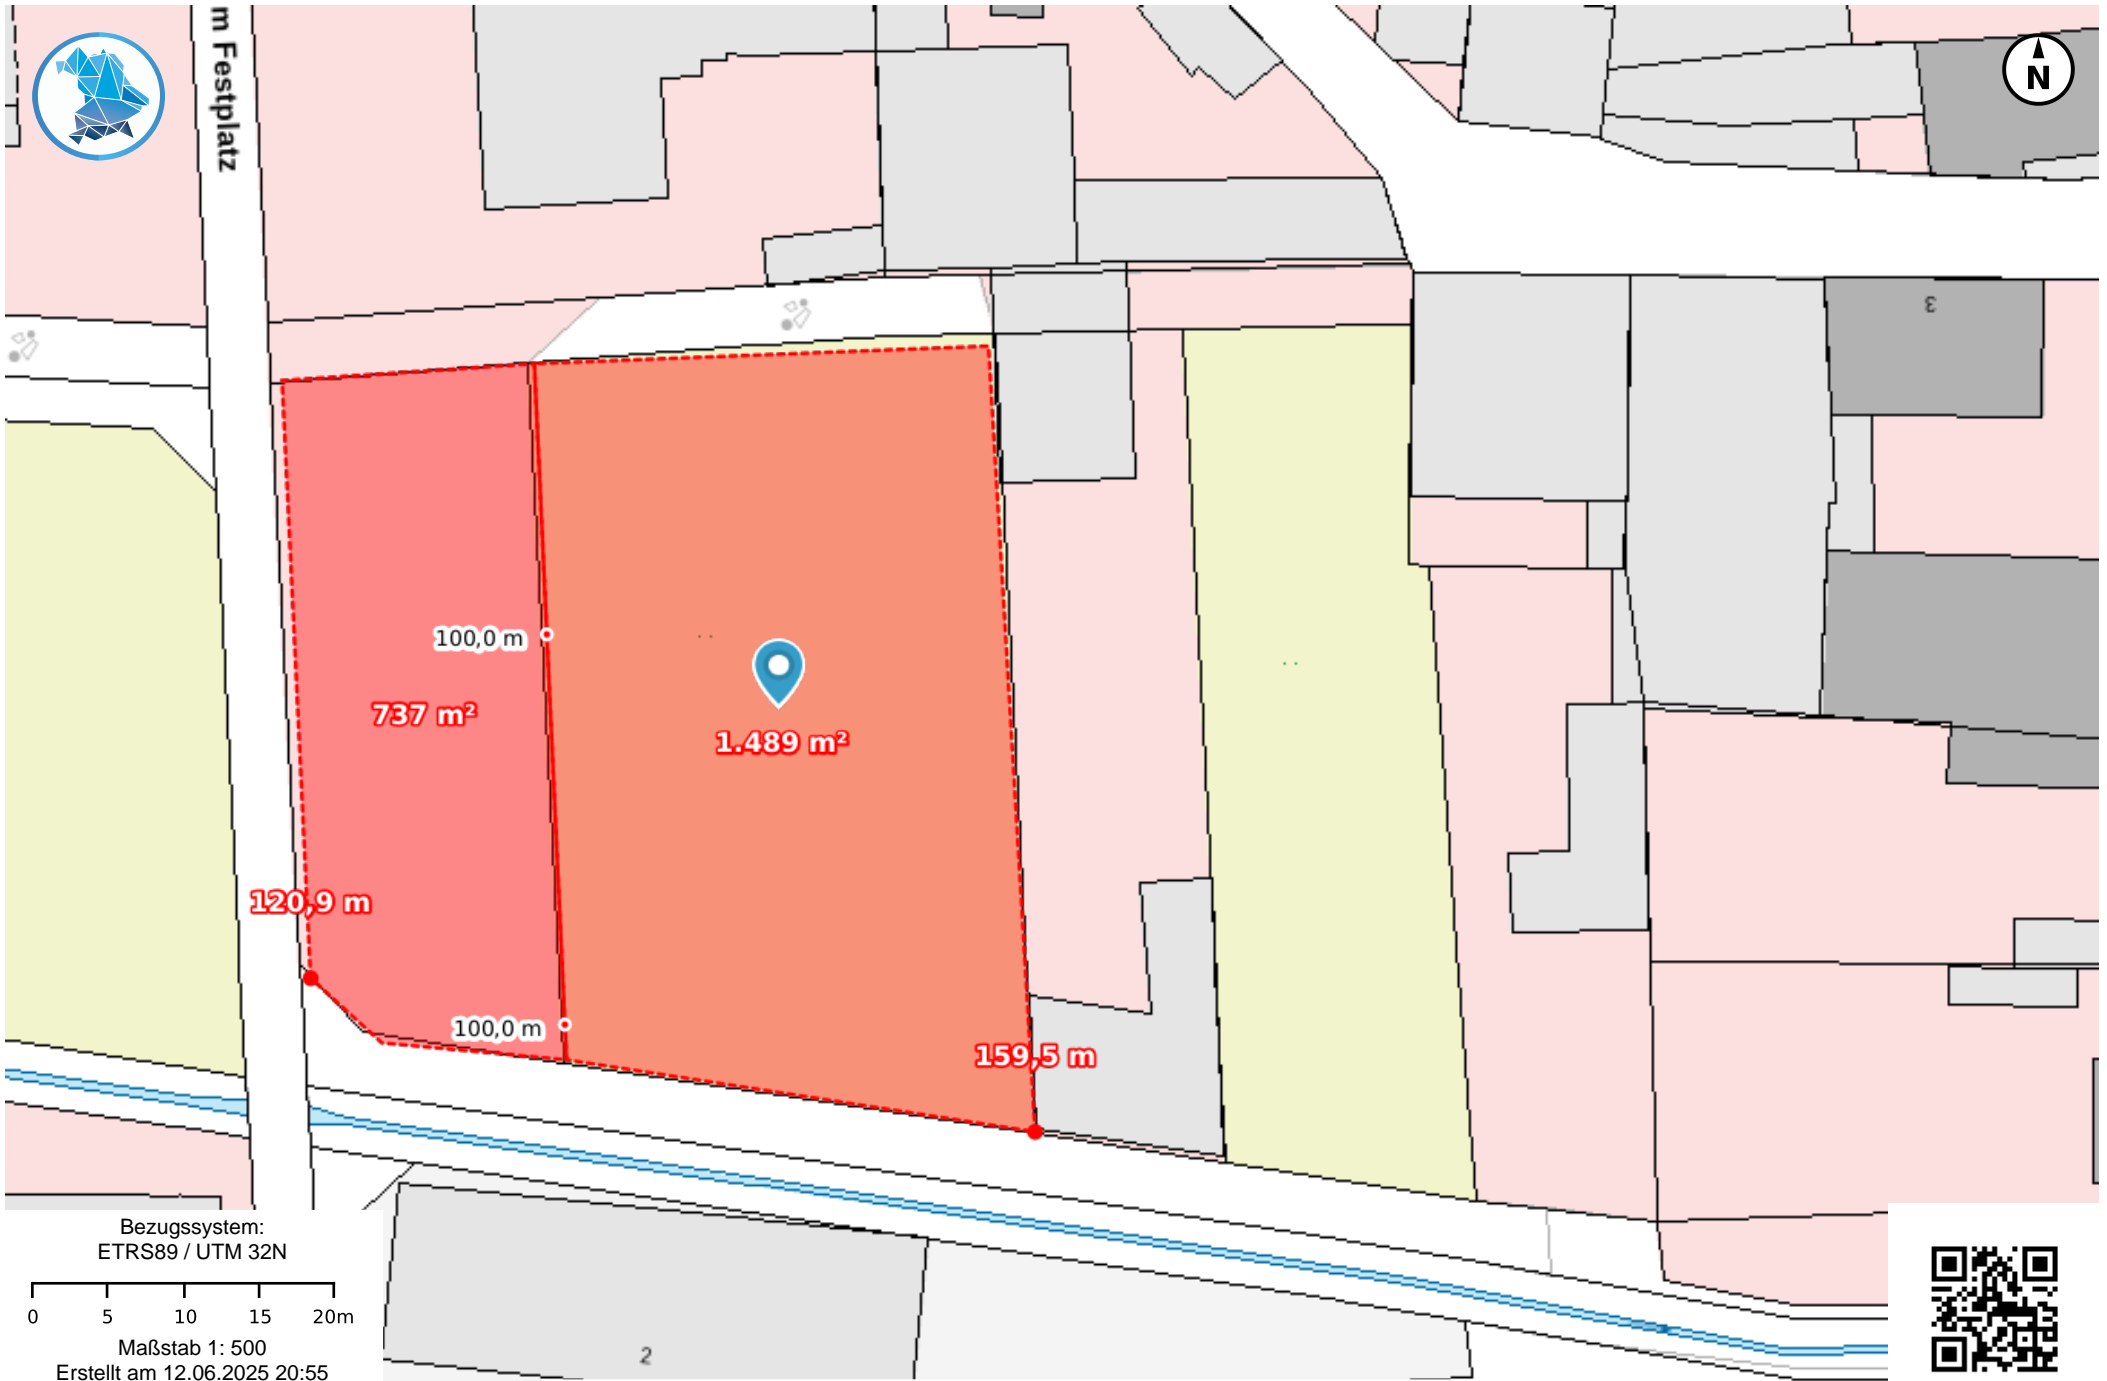 m Festplatz
N
3
100,0 m
737 m²
1.489 m²
120,9 m
100,0 m
159,5 m
Bezugssystem:
ETRS89 / UTM 32N
0 5 10 15 20m
Maßstab 1: 500
Erstellt am 12.06.2025 20:55
2